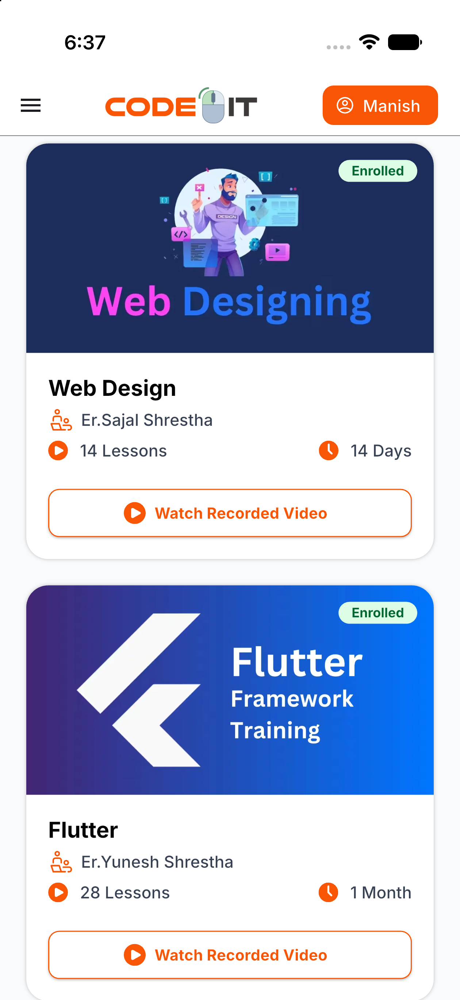 6:37
CODE IT
Manish
Enrolled
[ ]
[ ]
DESIGN
</>
Web Designing
Web Design
Er.Sajal Shrestha
14 Lessons
14 Days
Watch Recorded Video
Enrolled
Flutter
Framework
Training
Flutter
Er.Yunesh Shrestha
28 Lessons
1 Month
Watch Recorded Video